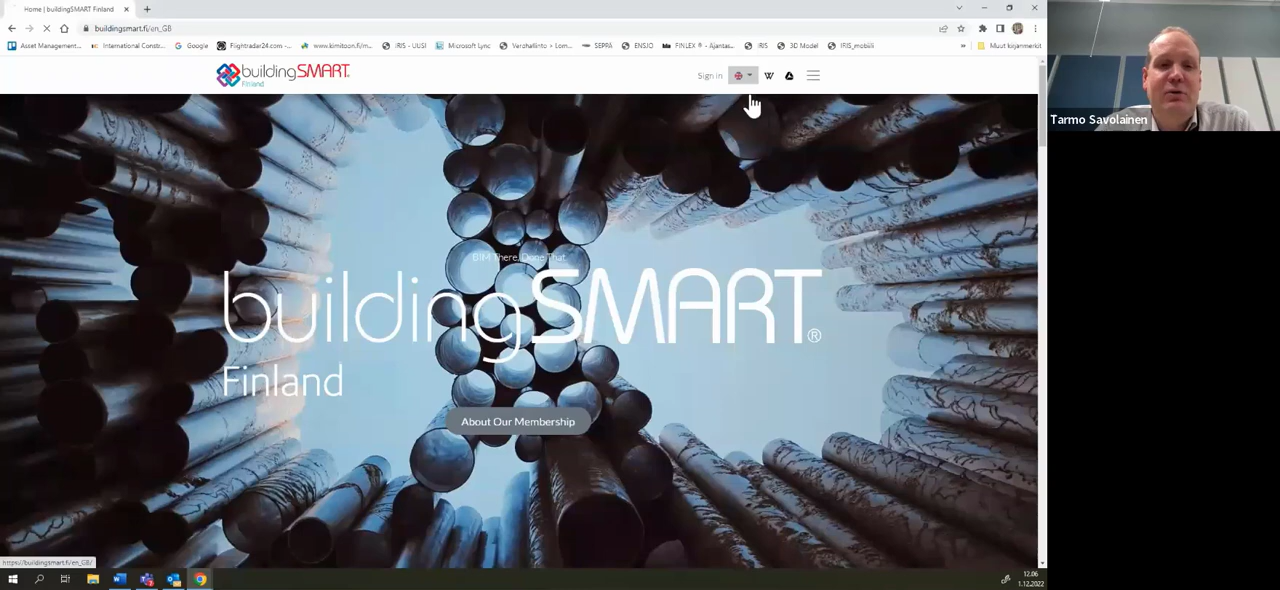 Home | buildingSMART Finland
buildingsmart.fi/en_GB
Asset Management... International Constr... Google Flightradar24.com -... www.kimitoon.fi/m... IRIS - UUSI Microsoft Lync Verohallinto > Lom... SEPPA ENSIO FINLEX ® - Ajantas... IRIS 3D Model IRIS_mobiili » Muut kirjanmerkit
buildingSMART
Finland
Sign in
W
BIM There, Done That
buildingSMART®
Finland
About Our Membership
https://buildingsmart.fi/en_GB/
12.06
1.12.2022
Tarmo Savolainen